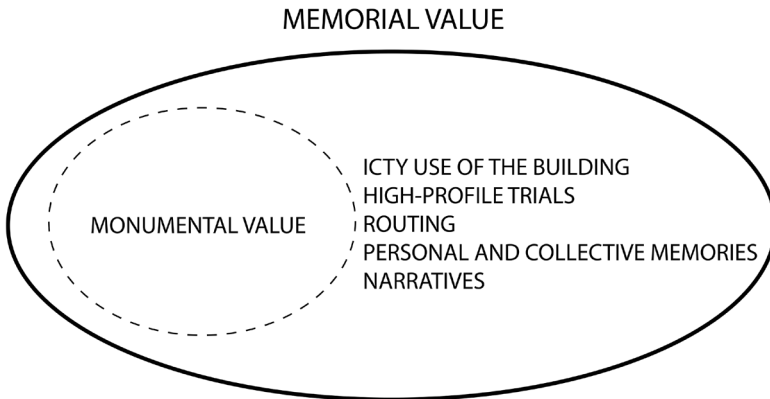 MEMORIAL VALUE
MONUMENTAL VALUE
ICTY USE OF THE BUILDING
HIGH-PROFILE TRIALS
ROUTING
PERSONAL AND COLLECTIVE MEMORIES
NARRATIVES